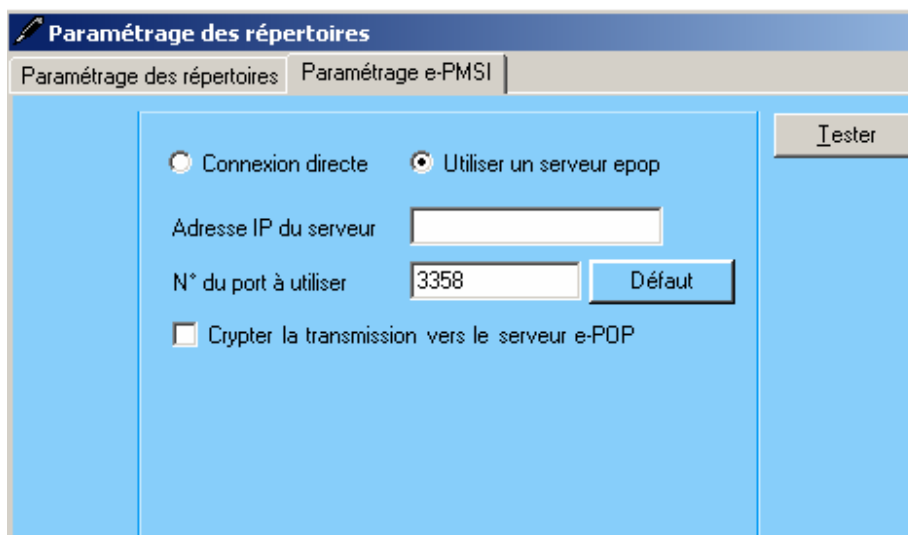 Paramétrage des répertoires
Paramétrage des répertoires Paramétrage e-PMSI
Tester
Connexion directe Utiliser un serveur epop
Adresse IP du serveur
N° du port à utiliser 3358 Défaut
Crypter la transmission vers le serveur e-POP